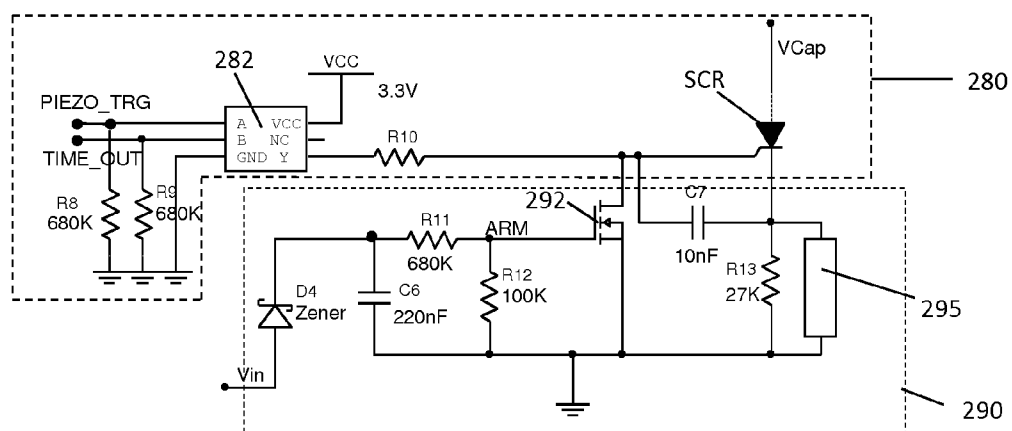 282
VCC
3.3V
VCap
SCR
280
PIEZO_TRG
TIME_OUT
A VCC
B NC
GND Y
R10
R8
680K
R9
680K
292
C7
10nF
R11
680K
ARM
R12
100K
R13
27K
295
D4
Zener
C6
220nF
Vin
290